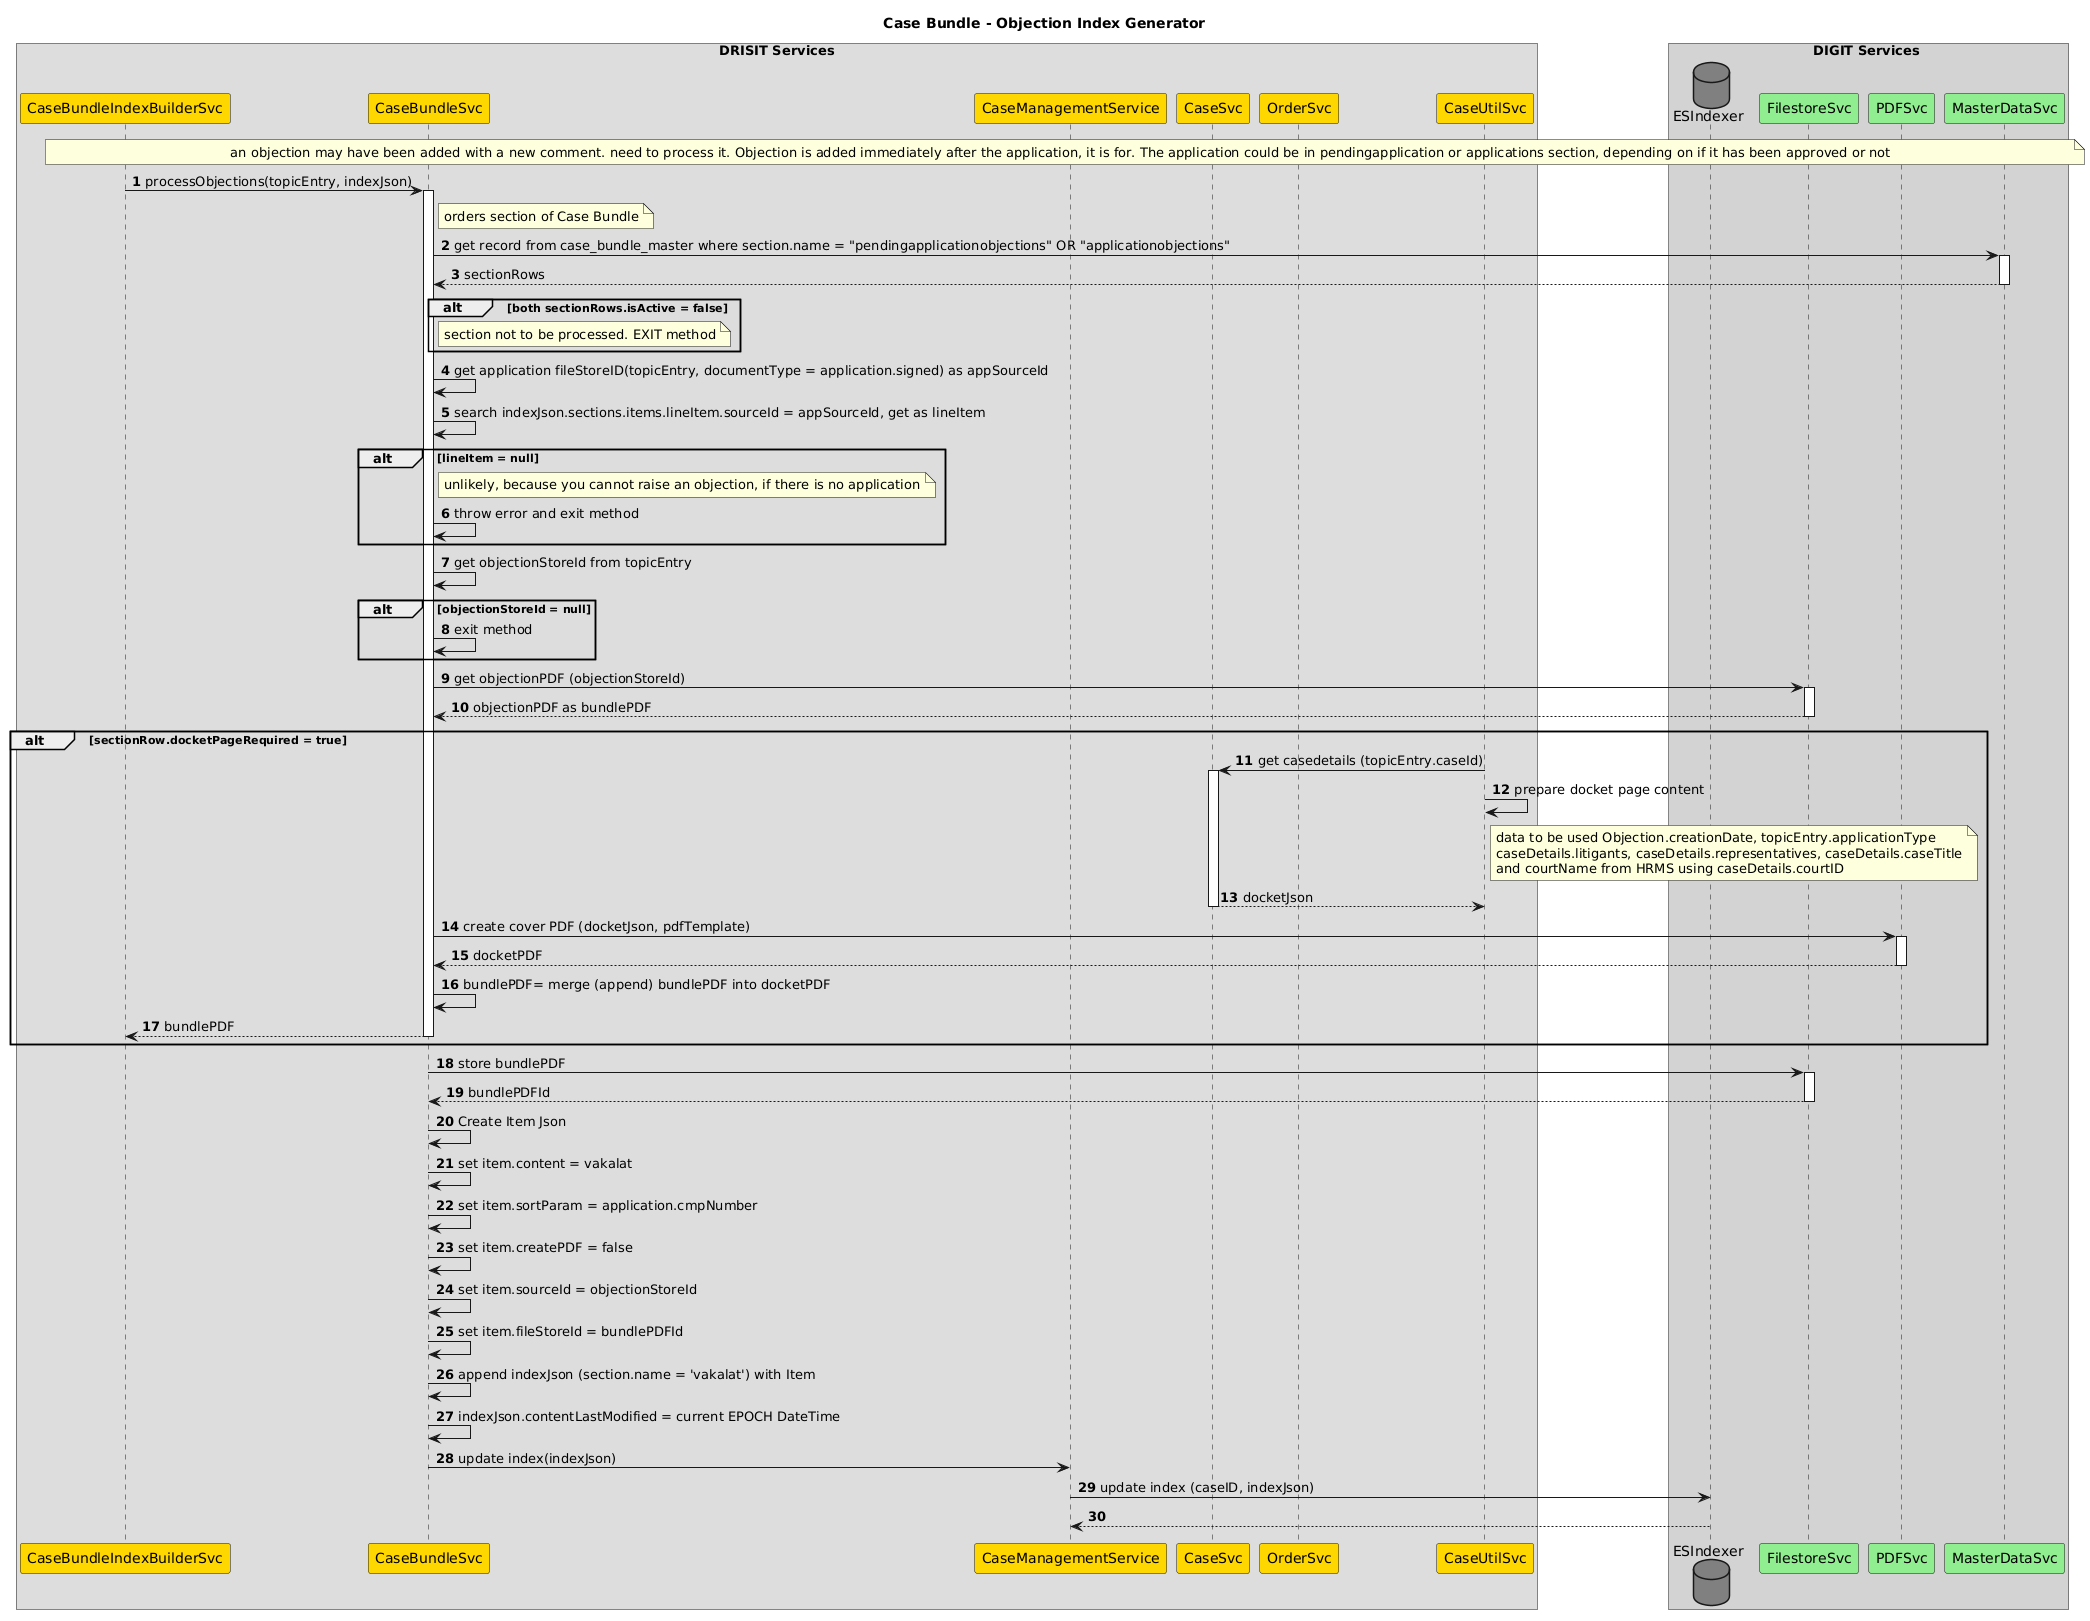 Case Bundle - Objection Index Generator
DRISIT Services
DIGIT Services
CaseBundleIndexBuilderSvc
CaseBundleSvc
CaseManagementService
CaseSvc
OrderSvc
CaseUtilSvc
ESIndexer
FilestoreSvc
PDFSvc
MasterDataSvc
an objection may have been added with a new comment. need to process it. Objection is added immediately after the application, it is for. The application could be in pendingapplication or applications section, depending on if it has been approved or not
1 processObjections(topicEntry, indexJson)
orders section of Case Bundle
2 get record from case_bundle_master where section.name = "pendingapplicationobjections" OR "applicationobjections"
3 sectionRows
alt [both sectionRows.isActive = false]
section not to be processed. EXIT method
4 get application fileStoreID(topicEntry, documentType = application.signed) as appSourceId
5 search indexJson.sections.items.lineItem.sourceId = appSourceId, get as lineItem
alt [lineItem = null]
unlikely, because you cannot raise an objection, if there is no application
6 throw error and exit method
7 get objectionStoreId from topicEntry
alt [objectionStoreId = null]
8 exit method
9 get objectionPDF (objectionStoreId)
10 objectionPDF as bundlePDF
alt [sectionRow.docketPageRequired = true]
11 get casedetails (topicEntry.caseId)
12 prepare docket page content
data to be used Objection.creationDate, topicEntry.applicationType
caseDetails.litigants, caseDetails.representatives, caseDetails.caseTitle
and courtName from HRMS using caseDetails.courtID
13 docketJson
14 create cover PDF (docketJson, pdfTemplate)
15 docketPDF
16 bundlePDF= merge (append) bundlePDF into docketPDF
17 bundlePDF
18 store bundlePDF
19 bundlePDFId
20 Create Item Json
21 set item.content = vakalat
22 set item.sortParam = application.cmpNumber
23 set item.createPDF = false
24 set item.sourceId = objectionStoreId
25 set item.fileStoreId = bundlePDFId
26 append indexJson (section.name = 'vakalat') with Item
27 indexJson.contentLastModified = current EPOCH DateTime
28 update index(indexJson)
29 update index (caseID, indexJson)
30
CaseBundleIndexBuilderSvc
CaseBundleSvc
CaseManagementService
CaseSvc
OrderSvc
CaseUtilSvc
ESIndexer
FilestoreSvc
PDFSvc
MasterDataSvc